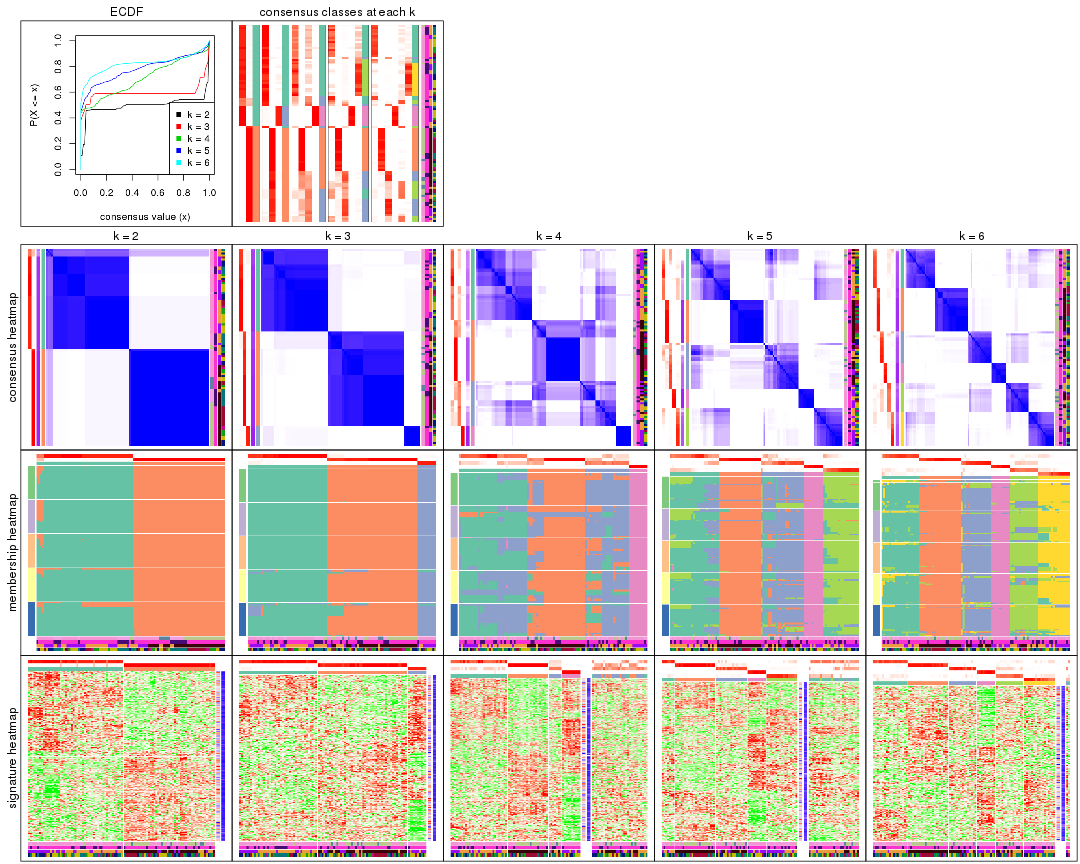 ECDF
consensus classes at each k
P(X <= x)
0.0 0.2 0.4 0.6 0.8 1.0
k = 2
k = 3
k = 4
k = 5
k = 6
0.0 0.2 0.4 0.6 0.8 1.0
consensus value (x)
k = 2 k = 3 k = 4 k = 5 k = 6
consensus heatmap
membership heatmap
signature heatmap